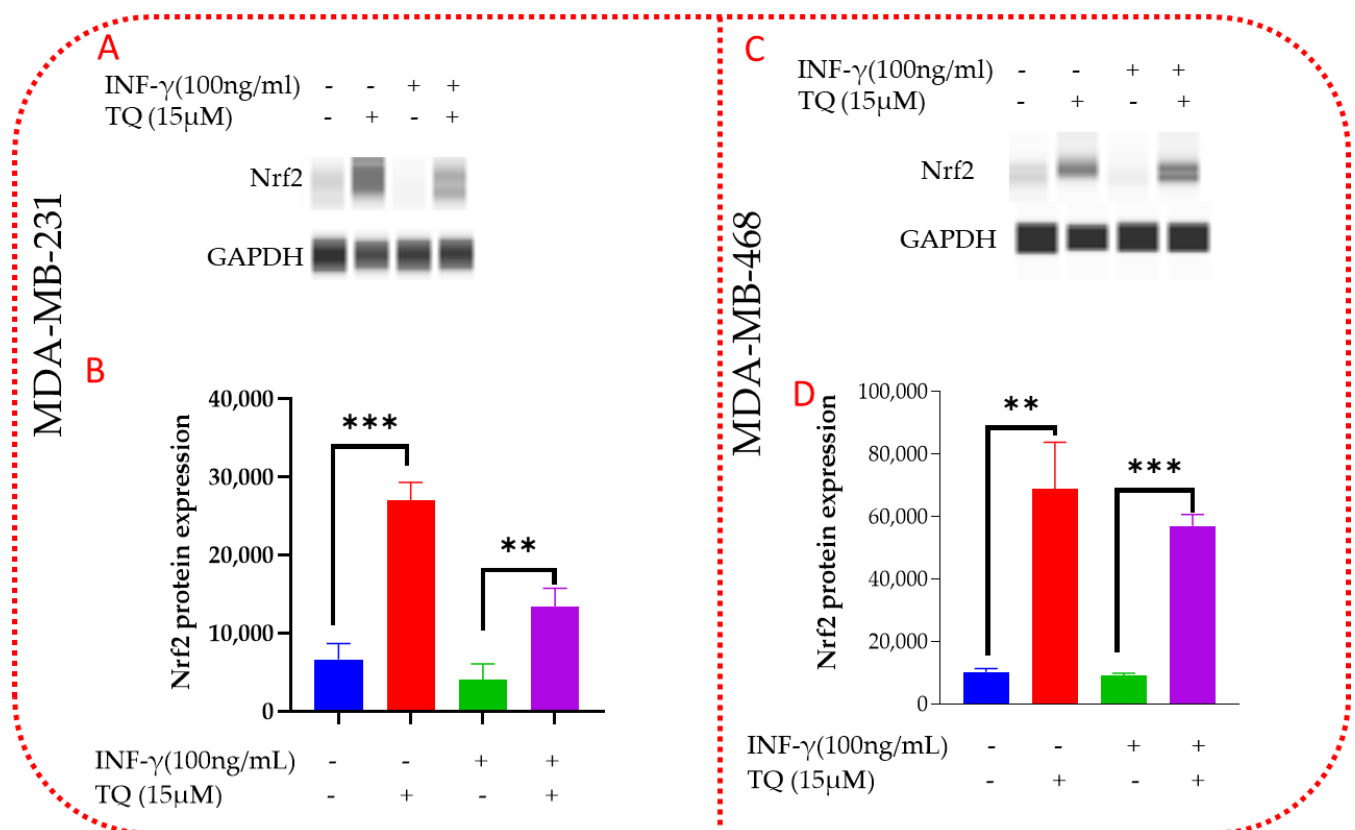 A
INF-γ(100ng/ml) - - + +
TQ (15μM) - + - +
Nrf2
GAPDH
MDA-MB-231
B
Nrf2 protein expression
40,000
30,000
20,000
10,000
0
***
**
INF-γ(100ng/mL) - - + +
TQ (15μM) - + - +
C
INF-γ(100ng/ml) - - + +
TQ (15μM) - + - +
Nrf2
GAPDH
MDA-MB-468
D
Nrf2 protein expression
100,000
80,000
60,000
40,000
20,000
0
**
***
INF-γ(100ng/mL) - - + +
TQ (15μM) - + - +